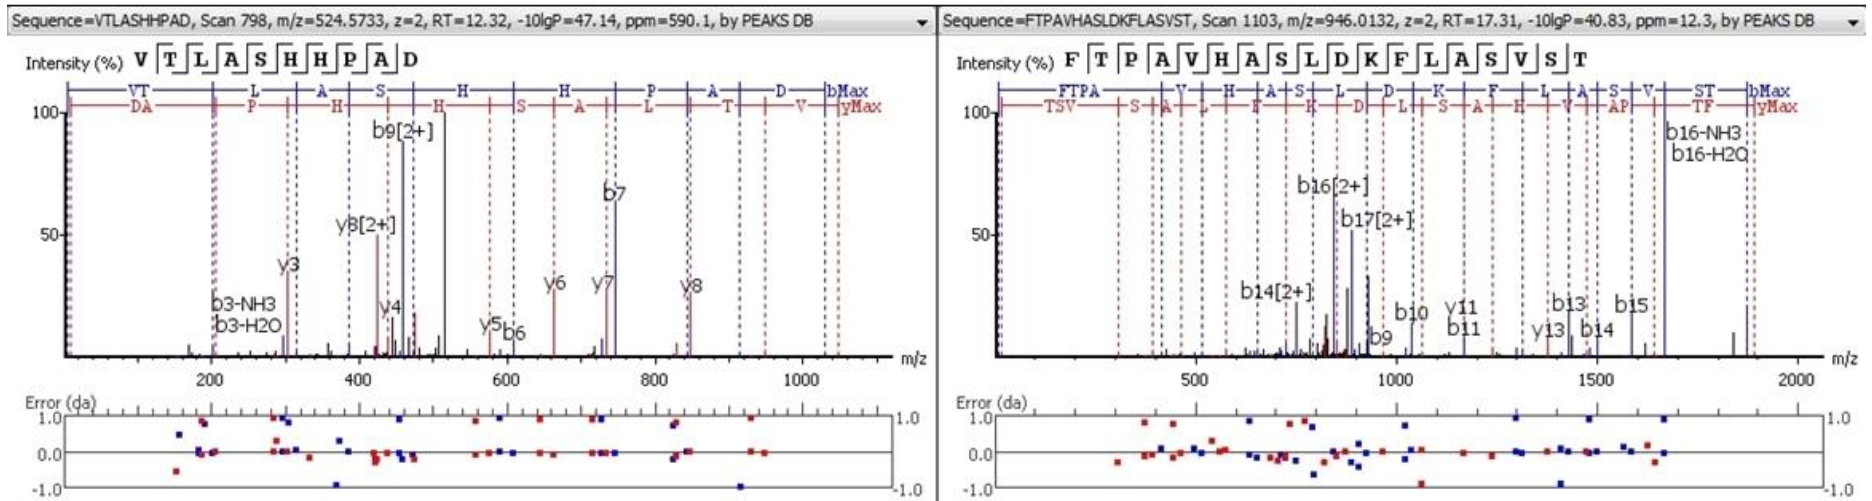 Sequence=VTLASHHPAD, Scan 798, m/z=524.5733, z=2, RT=12.32, -10lgP=47.14, ppm=590.1, by PEAKS DB
Intensity (%) V T L A S H H P A D
VT L A S H H P A D bMax
DA P H H S A L T V yMax
100
b9[2+]
b7
50
y8[2+]
y3
y6 y7 y8
b3-NH3
b3-H2O
y4
y5 b6
m/z
200 400 600 800 1000
Error (da)
1.0 1.0
0.0 0.0
-1.0 -1.0
Sequence=FTPAVHASLDKFLASVST, Scan 1103, m/z=946.0132, z=2, RT=17.31, -10lgP=40.83, ppm=12.3, by PEAKS DB
Intensity (%) F T P A V H A S L D K F L A S V S T
FTPA V H A S L D K F L A S V ST bMax
TSV S A L F K D L S A H V AP TF yMax
100
b16-NH3
b16-H2O
b16[2+]
b17[2+]
50
b14[2+]
b10 y11 b13 b15
b9 b11 y13 b14
m/z
500 1000 1500 2000
Error (da)
1.0 1.0
0.0 0.0
-1.0 -1.0